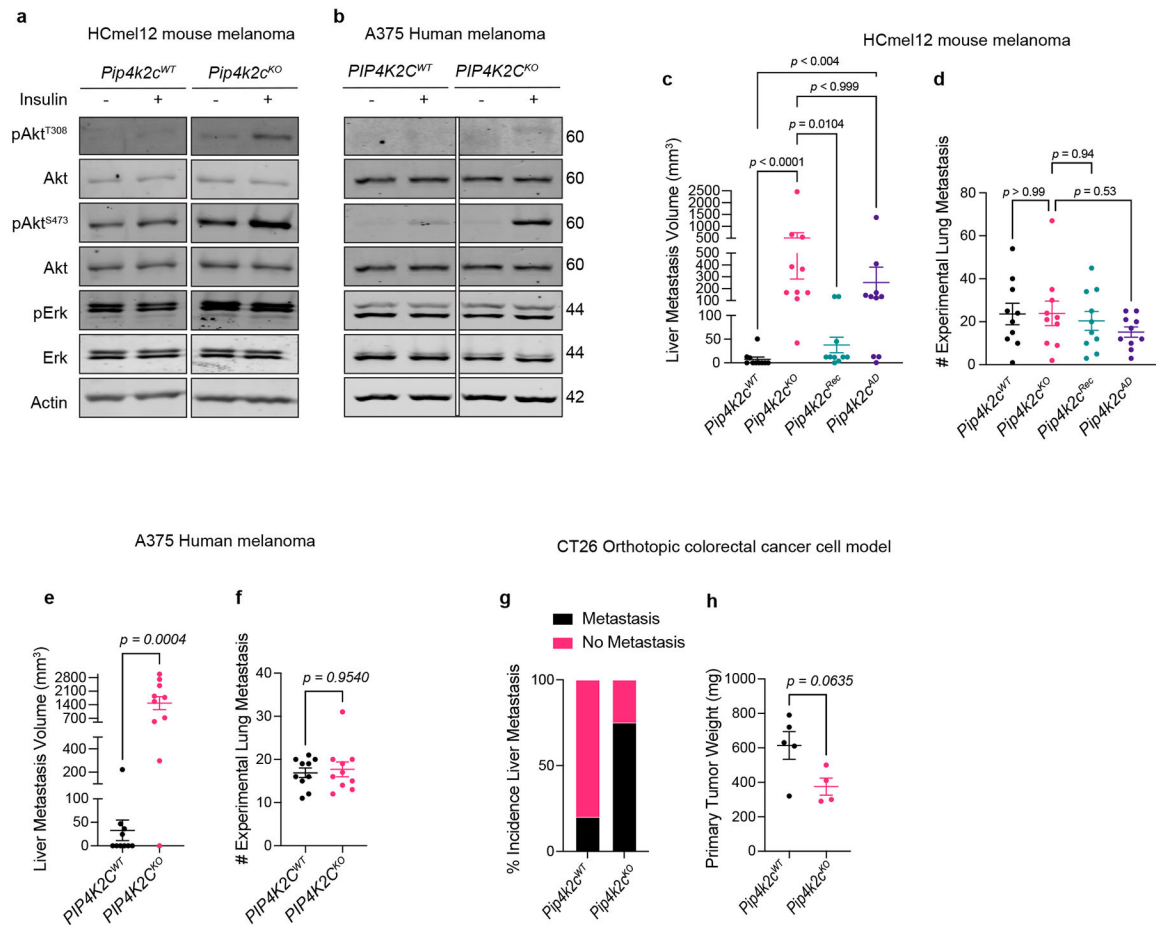 a
HCmel12 mouse melanoma
Pip4k2c^WT Pip4k2c^KO
Insulin - + - +
pAkt^T308
Akt
pAkt^S473
Akt
pErk
Erk
Actin
b
A375 Human melanoma
PIP4K2C^WT PIP4K2C^KO
- + - +
60
60
60
60
44
44
42
HCmel12 mouse melanoma
c
Liver Metastasis Volume (mm³)
p < 0.004
p < 0.999
p = 0.0104
p < 0.0001
2500
2000
1500
1000
500
500
400
300
200
100
50
0
Pip4k2c^WT
Pip4k2c^KO
Pip4k2c^Rec
Pip4k2c^AD
d
# Experimental Lung Metastasis
p = 0.94
p > 0.99
p = 0.53
80
60
40
20
0
Pip4k2c^WT
Pip4k2c^KO
Pip4k2c^Rec
Pip4k2c^AD
A375 Human melanoma
e
Liver Metastasis Volume (mm³)
p = 0.0004
2800
2100
1400
700
400
200
100
50
0
PIP4K2C^WT
PIP4K2C^KO
f
# Experimental Lung Metastasis
p = 0.9540
40
30
20
10
0
PIP4K2C^WT
PIP4K2C^KO
CT26 Orthotopic colorectal cancer cell model
g
Metastasis
No Metastasis
% Incidence Liver Metastasis
100
50
0
Pip4k2c^WT
Pip4k2c^KO
h
Primary Tumor Weight (mg)
p = 0.0635
1000
800
600
400
200
0
Pip4k2c^WT
Pip4k2c^KO